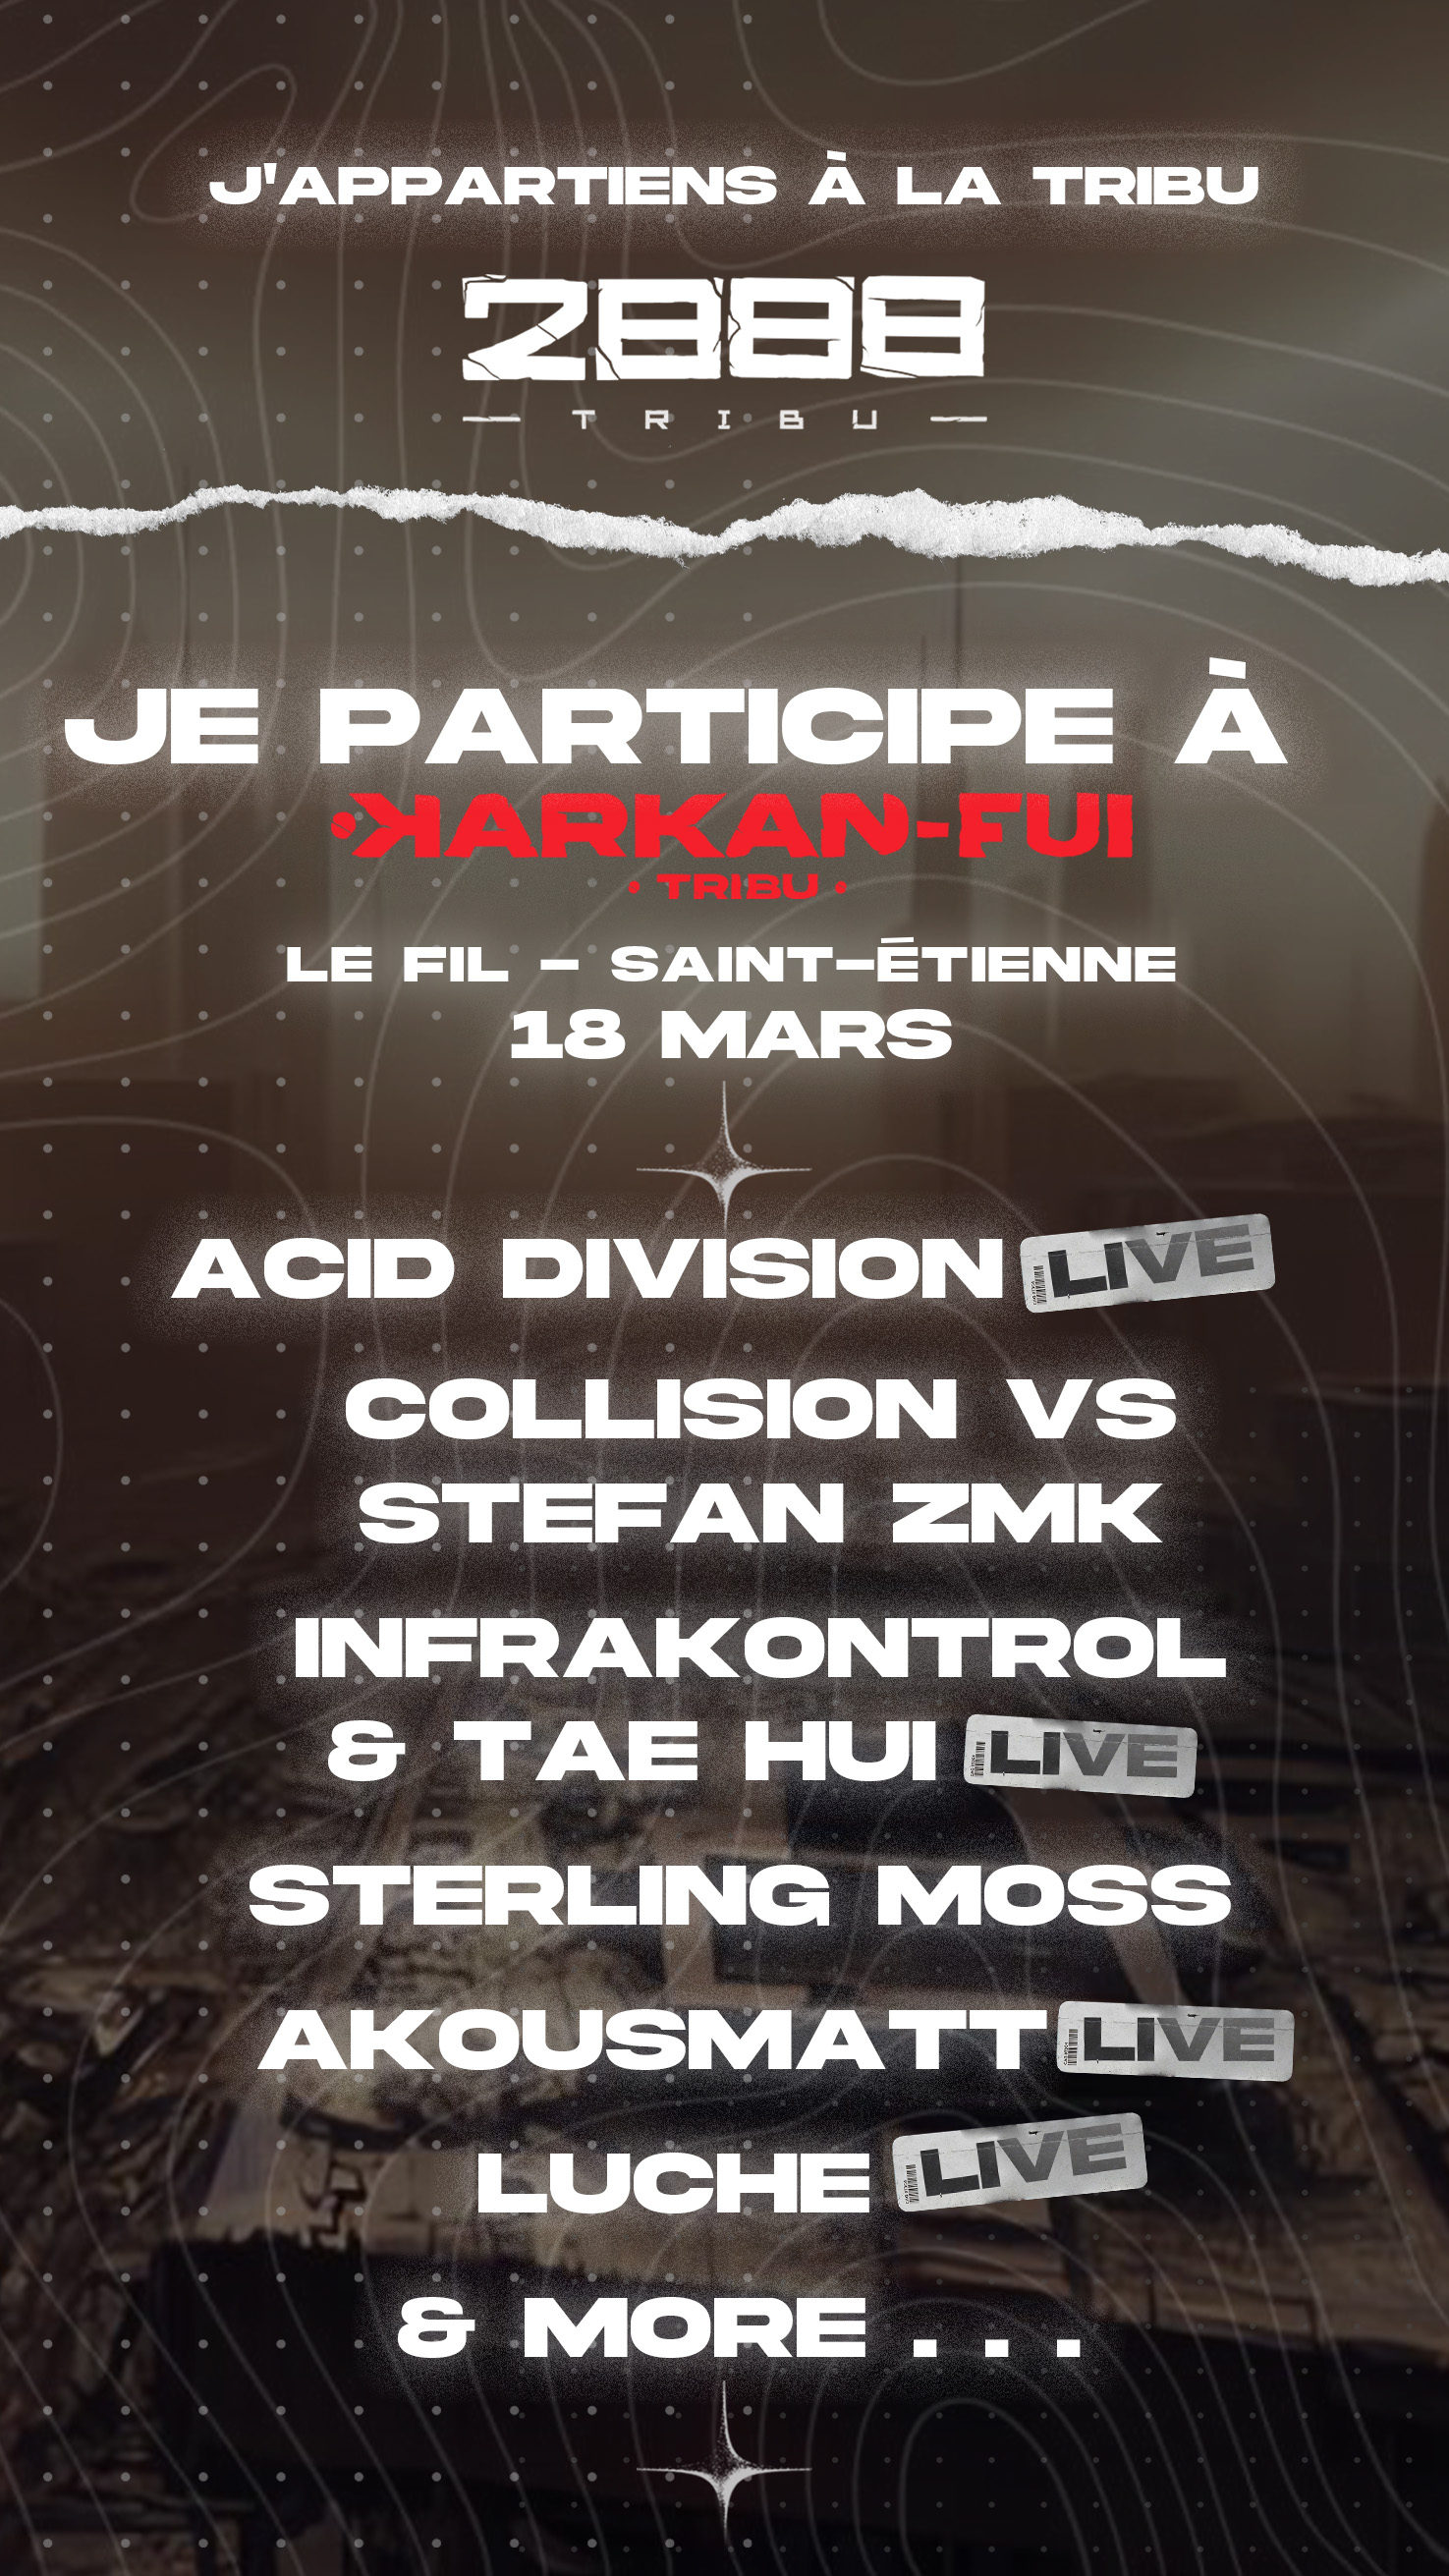 J'APPARTIENS À LA TRIBU
2888
TRIBU
JE PARTICIPE À
KARKAN-FUI
• TRIBU •
LE FIL - SAINT-ÉTIENNE
18 MARS
ACID DIVISION LIVE
COLLISION VS
STEFAN ZMK
INFRAKONTROL
& TAE HUI LIVE
STERLING MOSS
AKOUSMATT LIVE
LUCHE LIVE
& MORE . . .